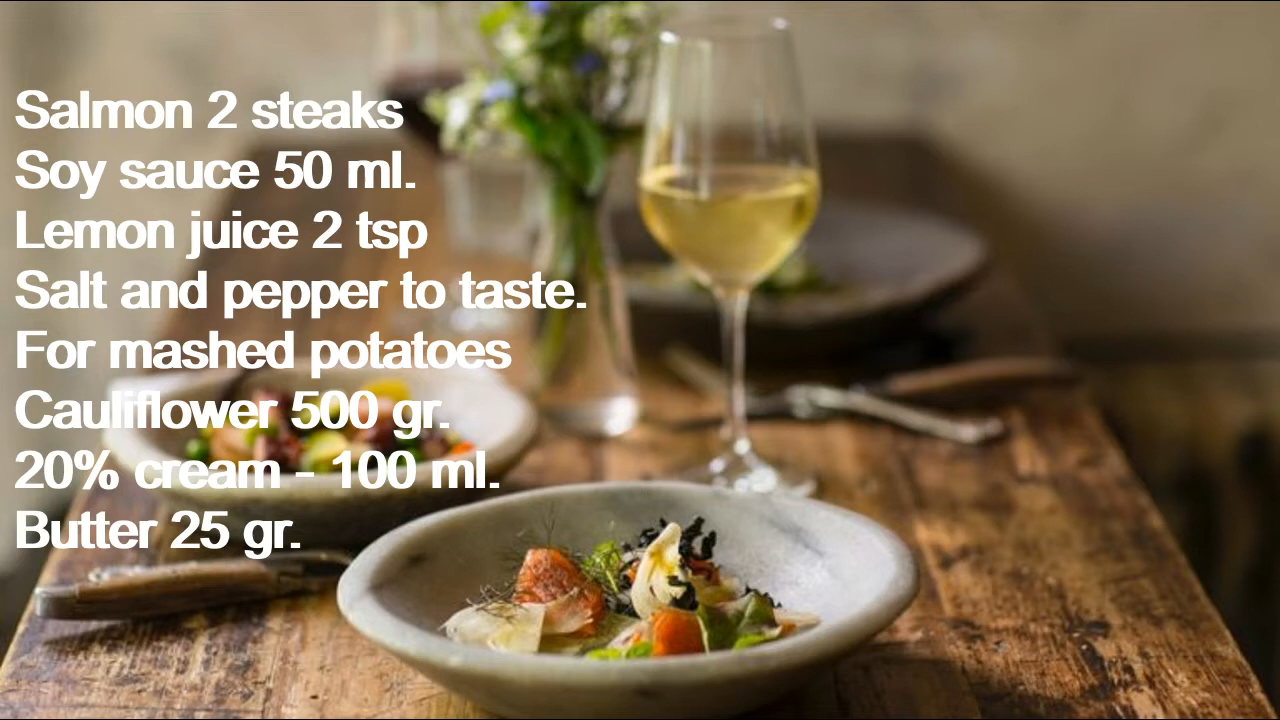 Salmon 2 steaks
Soy sauce 50 ml.
Lemon juice 2 tsp
Salt and pepper to taste.
For mashed potatoes
Cauliflower 500 gr.
20% cream - 100 ml.
Butter 25 gr.